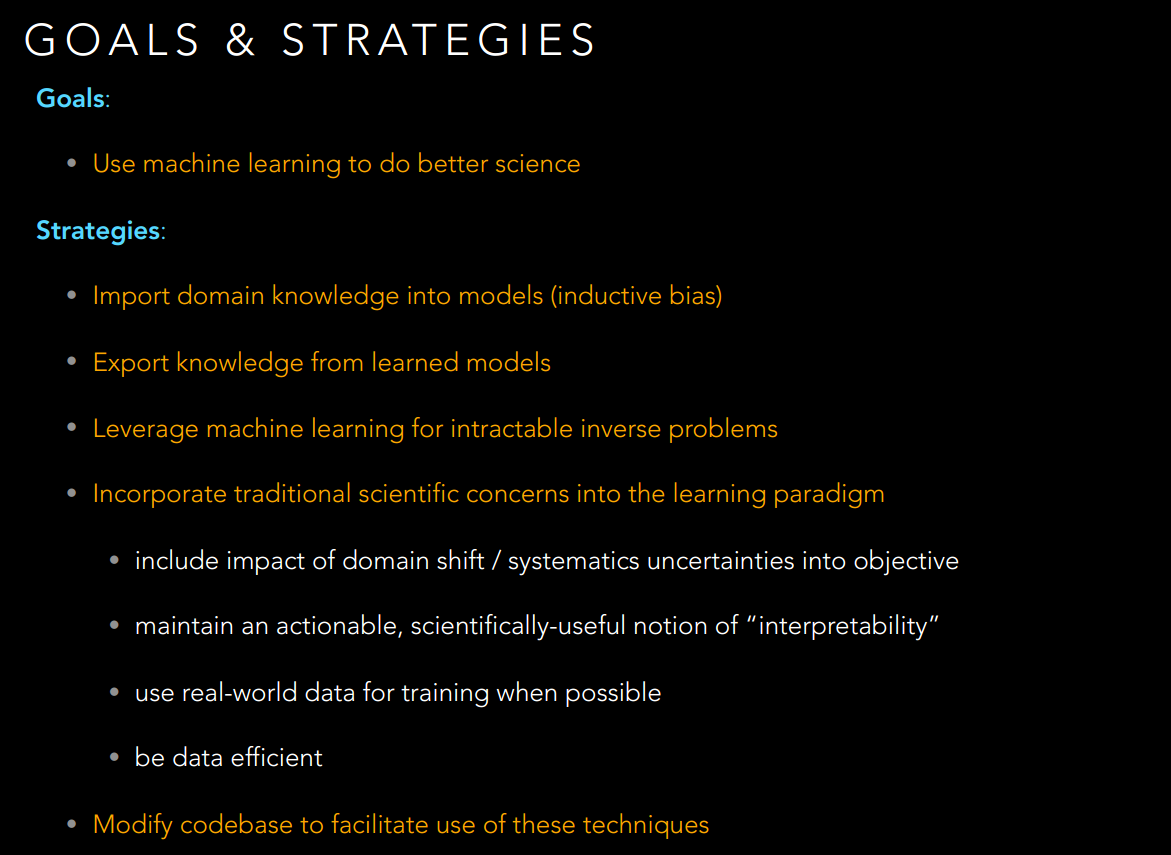 GOALS & STRATEGIES
Goals:
• Use machine learning to do better science
Strategies:
• Import domain knowledge into models (inductive bias)
• Export knowledge from learned models
• Leverage machine learning for intractable inverse problems
• Incorporate traditional scientific concerns into the learning paradigm
• include impact of domain shift / systematics uncertainties into objective
• maintain an actionable, scientifically-useful notion of “interpretability”
• use real-world data for training when possible
• be data efficient
• Modify codebase to facilitate use of these techniques